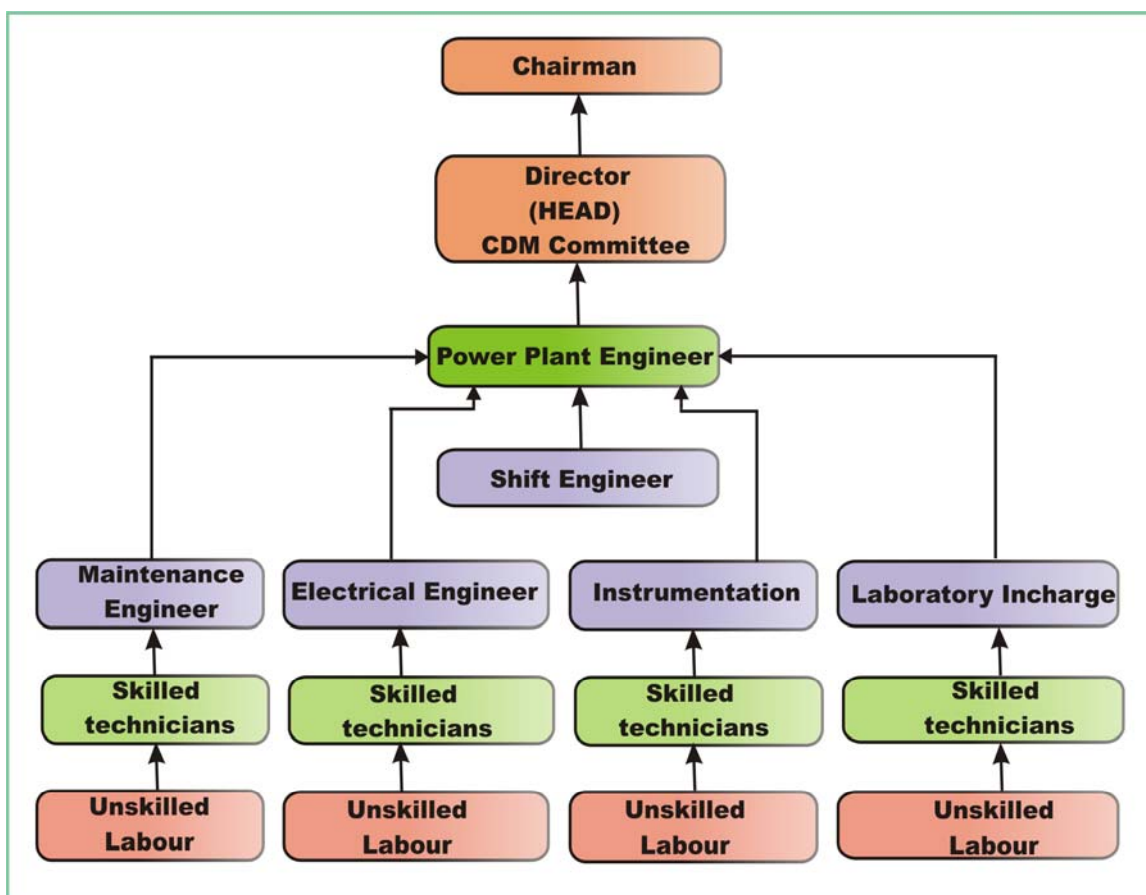 Chairman
Director
(HEAD)
CDM Committee
Power Plant Engineer
Shift Engineer
Maintenance
Engineer
Electrical Engineer
Instrumentation
Laboratory Incharge
Skilled
technicians
Skilled
technicians
Skilled
technicians
Skilled
technicians
Unskilled
Labour
Unskilled
Labour
Unskilled
Labour
Unskilled
Labour